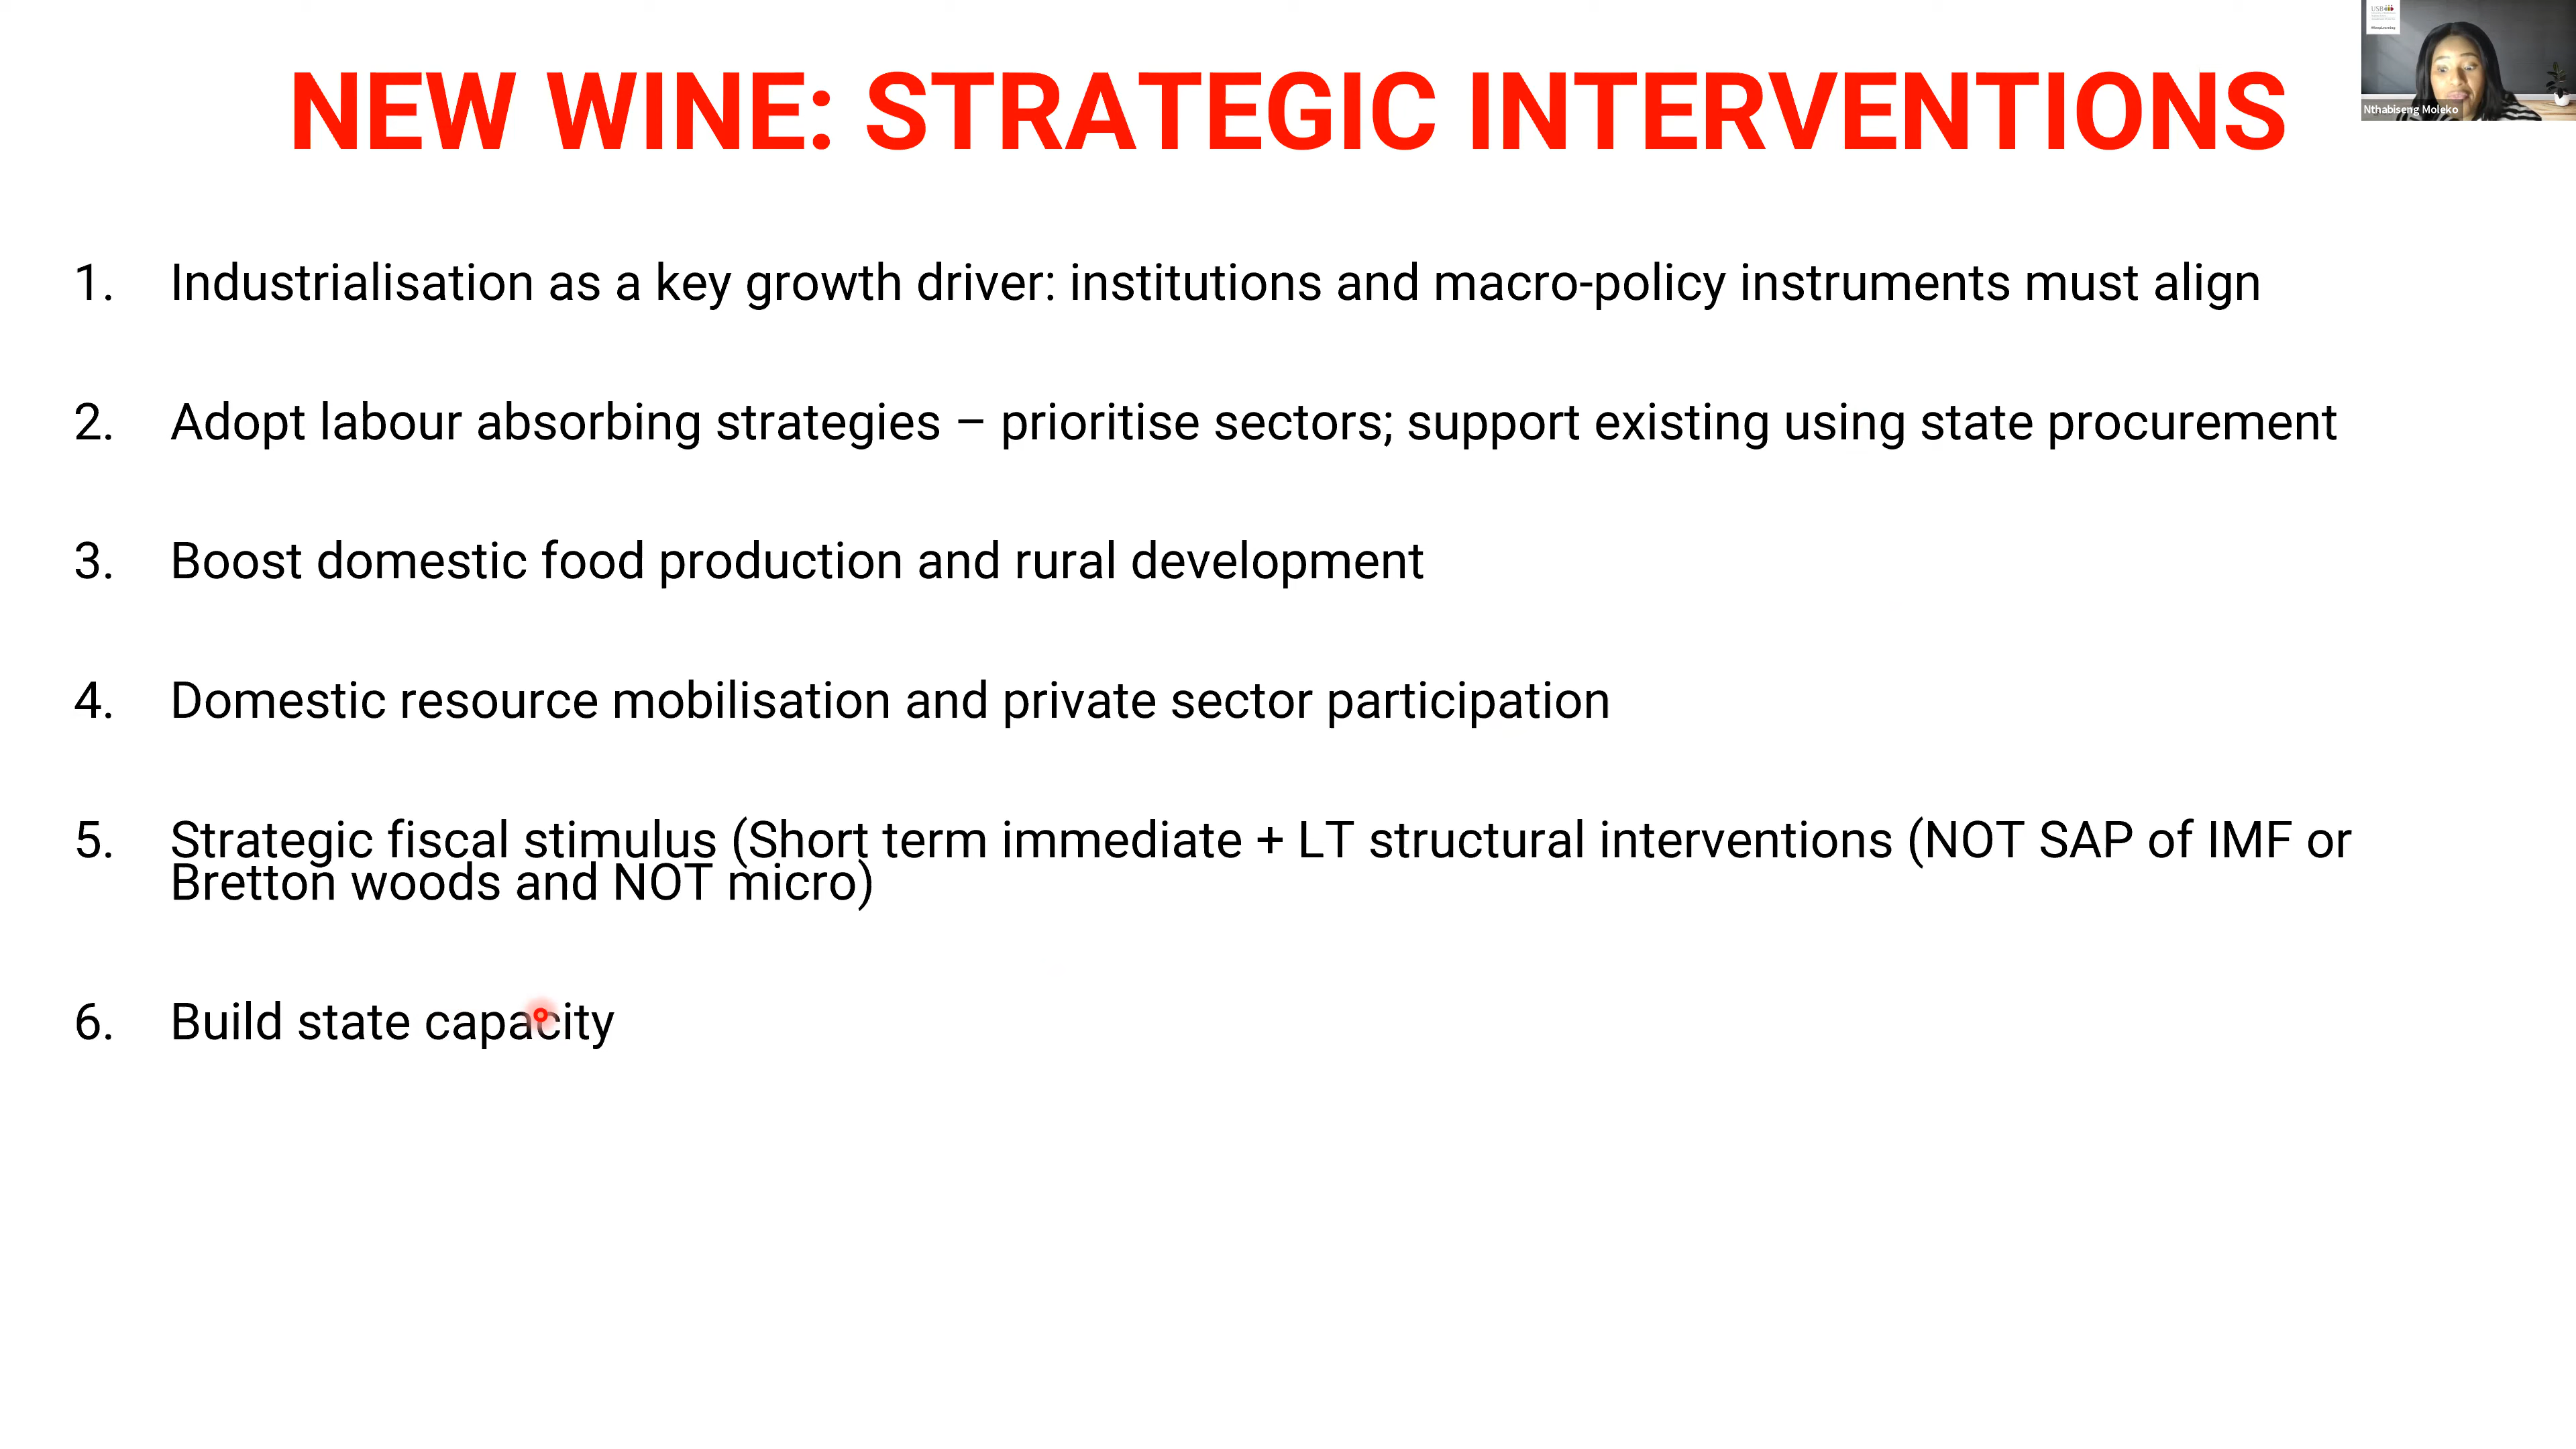 NEW WINE: STRATEGIC INTERVENTIONS
USB
Nthabiseng Moleko
1. Industrialisation as a key growth driver: institutions and macro-policy instruments must align
2. Adopt labour absorbing strategies – prioritise sectors; support existing using state procurement
3. Boost domestic food production and rural development
4. Domestic resource mobilisation and private sector participation
5. Strategic fiscal stimulus (Short term immediate + LT structural interventions (NOT SAP of IMF or
Bretton woods and NOT micro)
6. Build state capacity